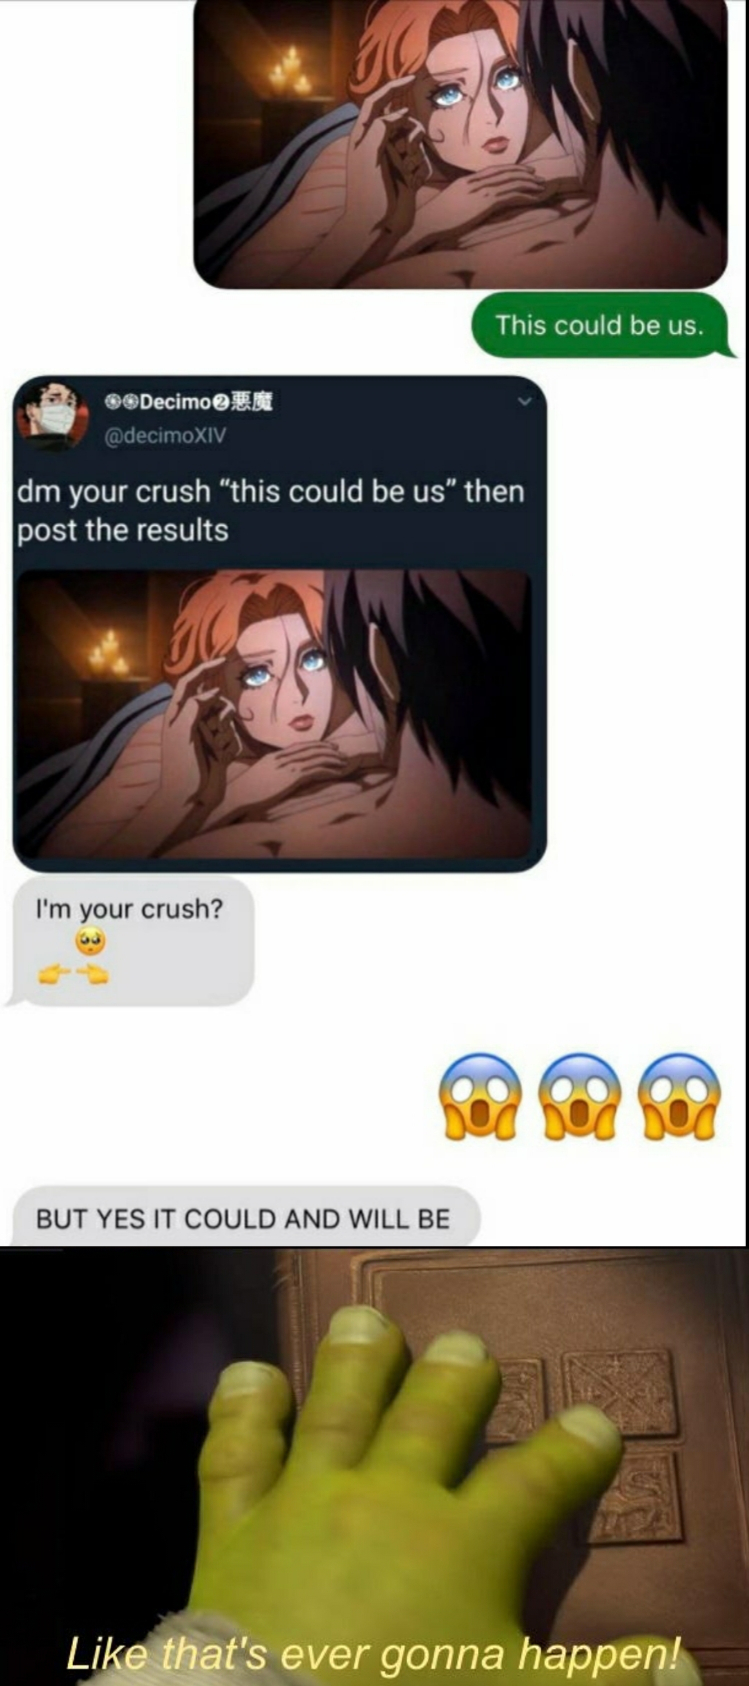 This could be us.
⊛⊛Decimo❷悪魔
@decimoXIV
dm your crush “this could be us” then
post the results
I'm your crush?
🥺
👉👈
😱😱😱
BUT YES IT COULD AND WILL BE
Like that's ever gonna happen!